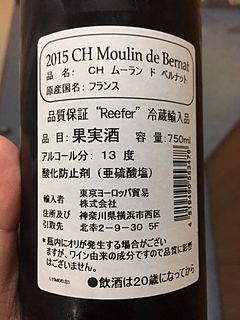 2015 CH Moulin de Bernat
品　名： CH ムーラン ド ベルナット
原産国名：フランス
品質保証 “Reefer” 冷蔵輸入品
品 目：果実酒 容 量：750ml
アルコール分：13 度
酸化防止剤（亜硫酸塩）
輸入者 東京ヨーロッパ貿易
株式会社
住所及び 神奈川県横浜市西区
引取先 北幸2－9－30 5F
＊瓶内にオリが発生する場合がござい
ますが、ワイン由来の成分ですので品質に影響
はございません。
●飲酒は20歳になってから